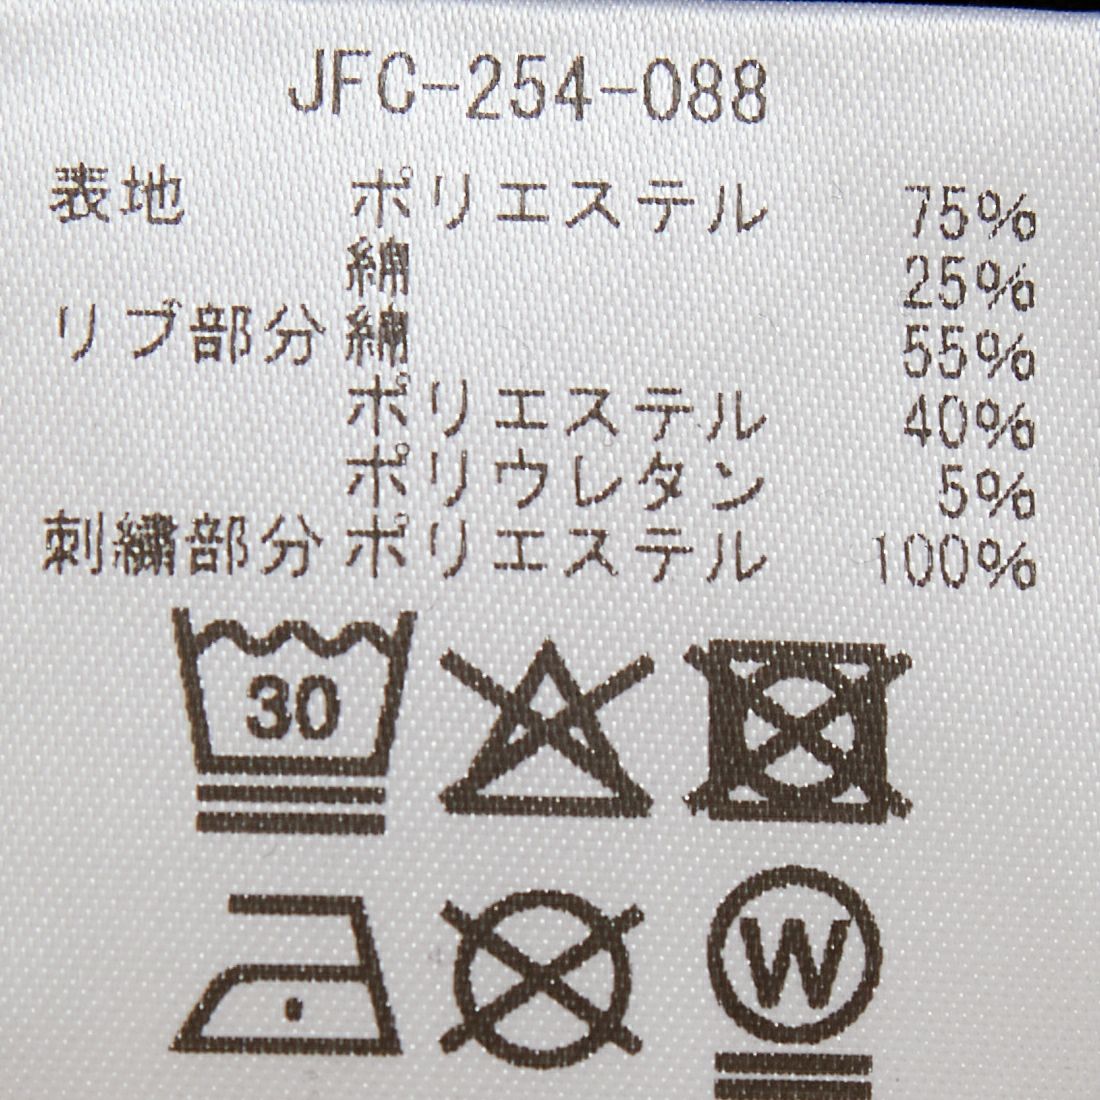 JFC-254-088
表地 ポリエステル 75%
綿 25%
リブ部分 綿 55%
ポリエステル 40%
ポリウレタン 5%
刺繍部分 ポリエステル 100%
30
W